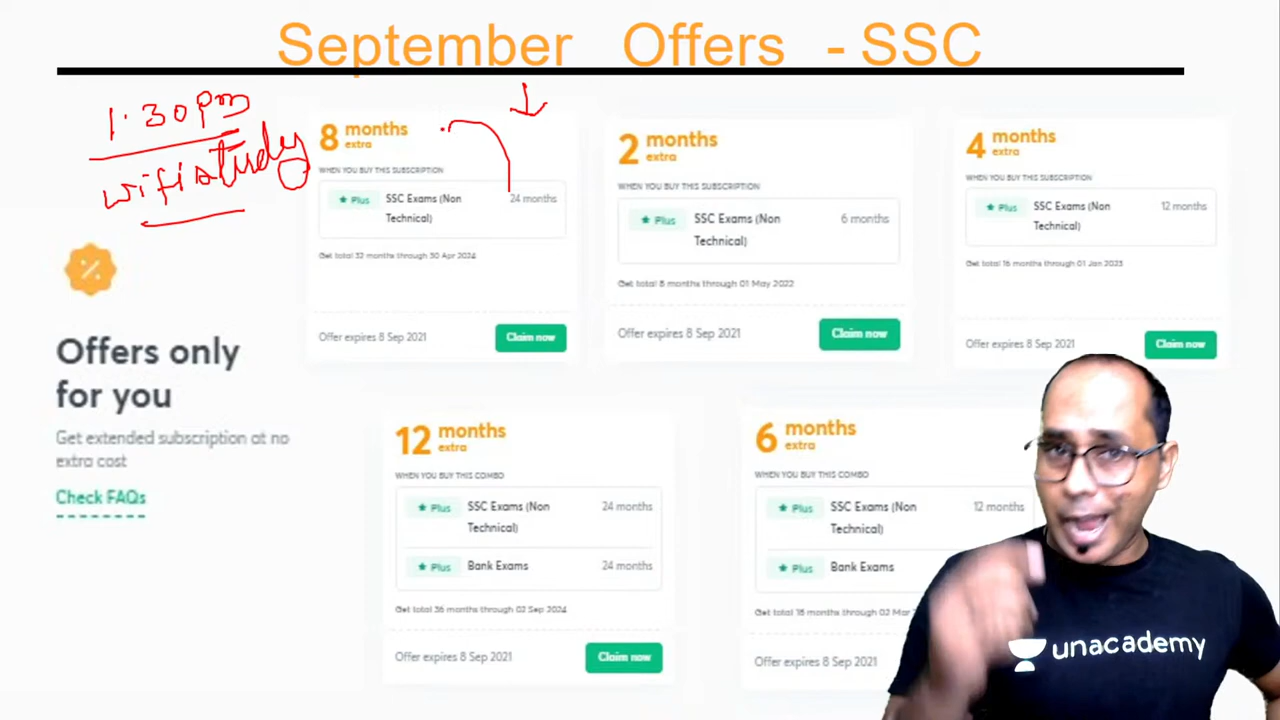 September Offers - SSC
1.30pm
wifistudy
8 months
extra
WHEN YOU BUY THIS SUBSCRIPTION
Plus SSC Exams (Non Technical) 24 months
Get total 32 months through 30 Apr 2024
Offer expires 8 Sep 2021
Claim now
2 months
extra
WHEN YOU BUY THIS SUBSCRIPTION
Plus SSC Exams (Non Technical) 6 months
Get total 8 months through 01 May 2022
Offer expires 8 Sep 2021
Claim now
4 months
extra
WHEN YOU BUY THIS SUBSCRIPTION
Plus SSC Exams (Non Technical) 12 months
Get total 16 months through 01 Jan 2023
Offer expires 8 Sep 2021
Claim now
%
Offers only
for you
Get extended subscription at no
extra cost
Check FAQs
12 months
extra
WHEN YOU BUY THIS COMBO
Plus SSC Exams (Non Technical) 24 months
Plus Bank Exams 24 months
Get total 36 months through 02 Sep 2024
Offer expires 8 Sep 2021
Claim now
6 months
extra
WHEN YOU BUY THIS COMBO
Plus SSC Exams (Non Technical) 12 months
Plus Bank Exams
Get total 18 months through 02 Mar
Offer expires 8 Sep 2021
unacademy